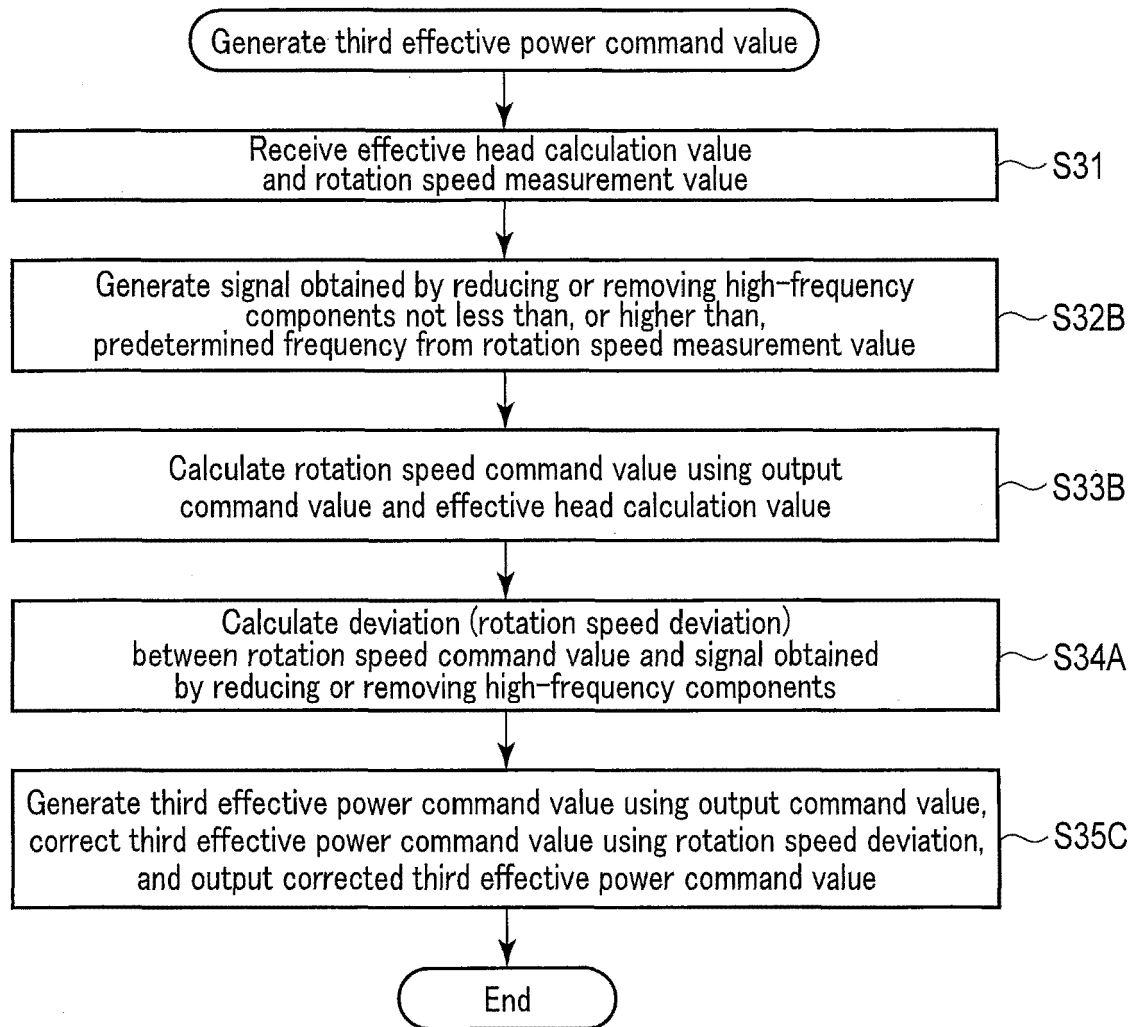 Generate third effective power command value
Receive effective head calculation value
and rotation speed measurement value
S31
Generate signal obtained by reducing or removing high-frequency
components not less than, or higher than,
predetermined frequency from rotation speed measurement value
S32B
Calculate rotation speed command value using output
command value and effective head calculation value
S33B
Calculate deviation (rotation speed deviation)
between rotation speed command value and signal obtained
by reducing or removing high-frequency components
S34A
Generate third effective power command value using output command value,
correct third effective power command value using rotation speed deviation,
and output corrected third effective power command value
S35C
End